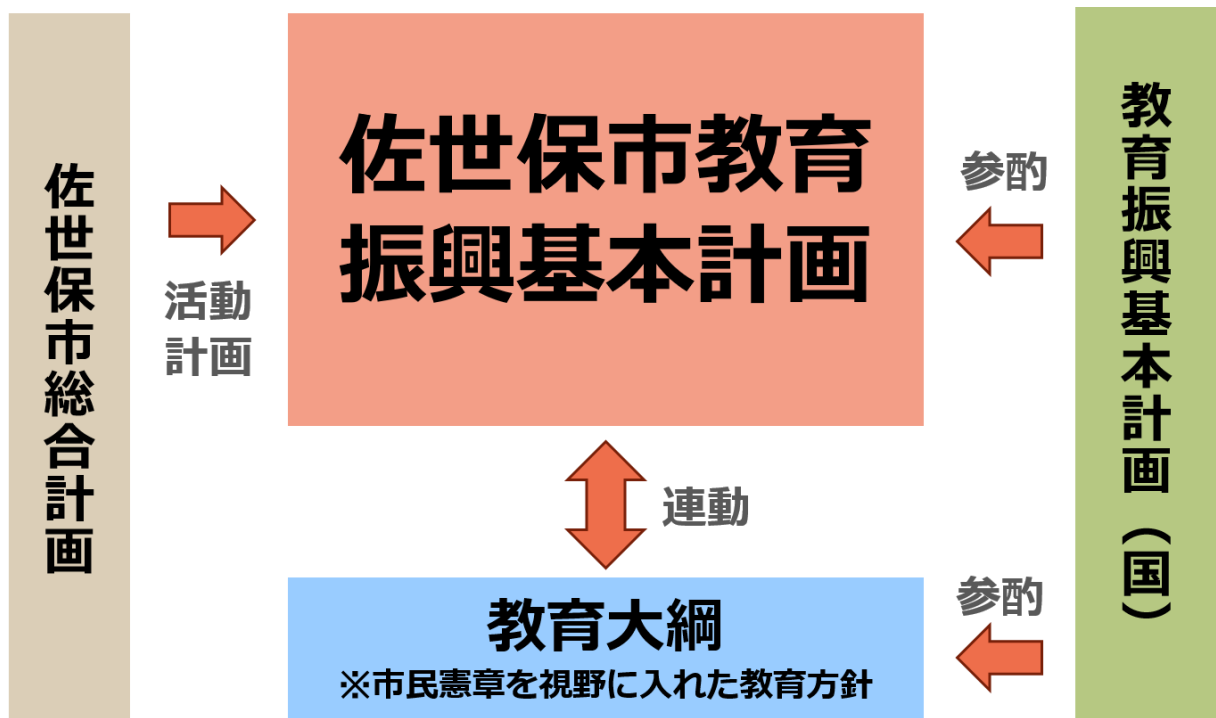 佐世保市総合計画
活動
計画
佐世保市教育
振興基本計画
参酌
教育振興基本計画（国）
連動
教育大綱
※市民憲章を視野に入れた教育方針
参酌